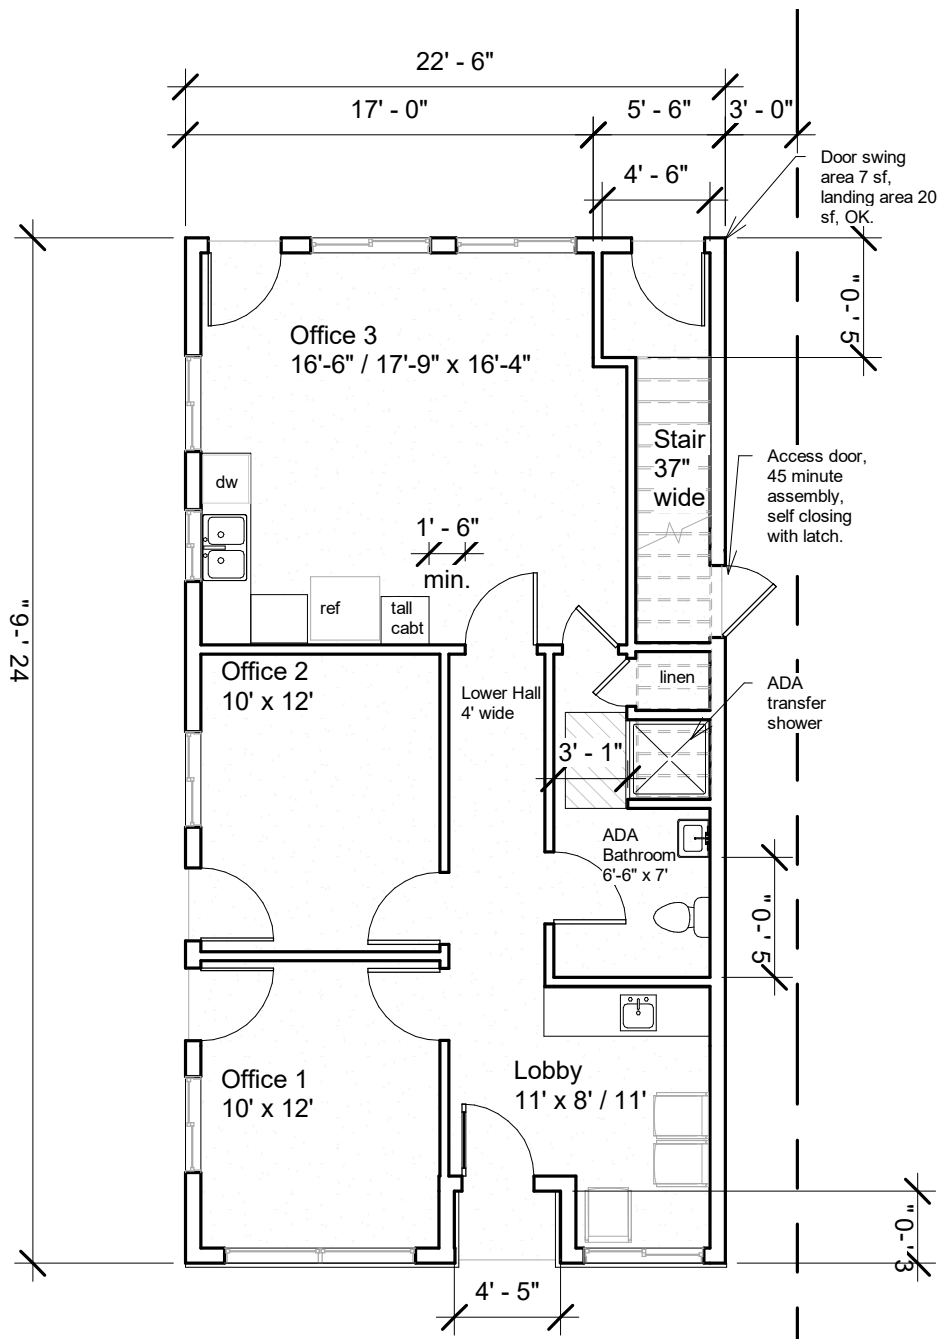 22' - 6"
17' - 0"
5' - 6"
3' - 0"
4' - 6"
Door swing
area 7 sf,
landing area 20
sf, OK.
"0-' 5
Office 3
16'-6" / 17'-9" x 16'-4"
Stair
37"
wide
Access door,
45 minute
assembly,
self closing
with latch.
dw
1' - 6"
min.
ref
tall
cabt
"9-' 24
Office 2
10' x 12'
Lower Hall
4' wide
linen
ADA
transfer
shower
3' - 1"
ADA
Bathroom
6'-6" x 7'
"0-' 5
Office 1
10' x 12'
Lobby
11' x 8' / 11'
"0-' 3
4' - 5"